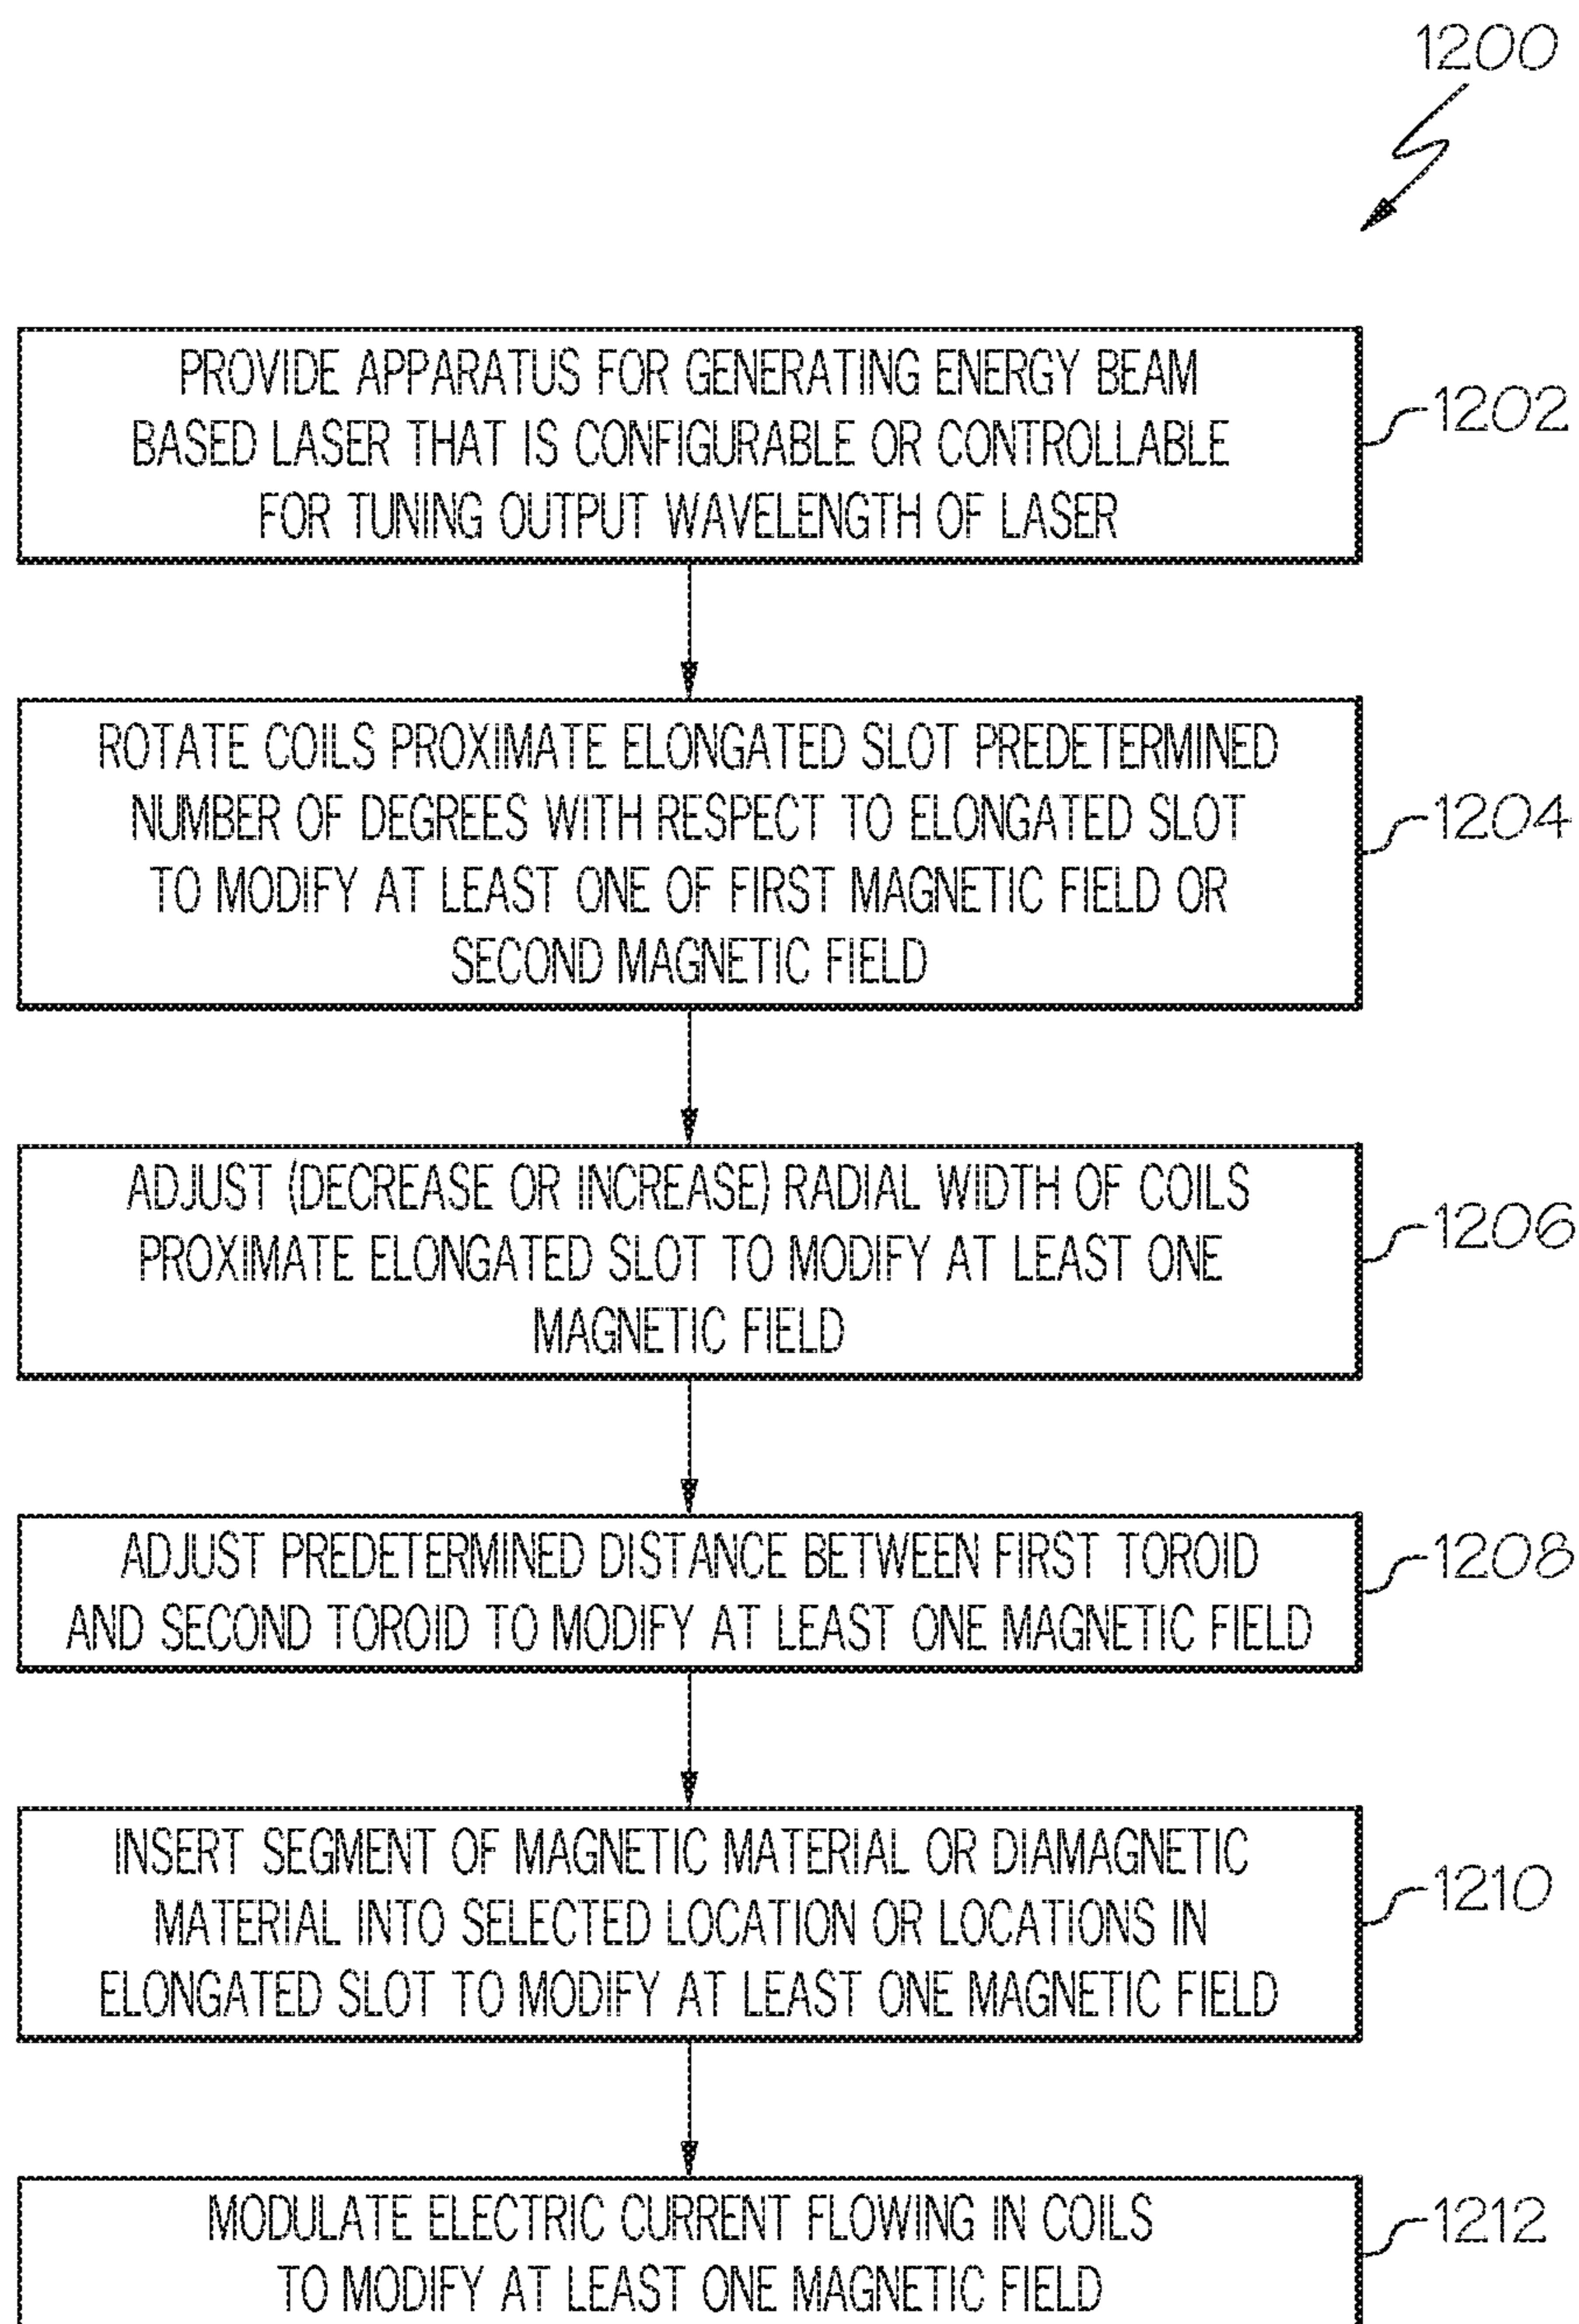 1200
PROVIDE APPARATUS FOR GENERATING ENERGY BEAM
BASED LASER THAT IS CONFIGURABLE OR CONTROLLABLE
FOR TUNING OUTPUT WAVELENGTH OF LASER
1202
ROTATE COILS PROXIMATE ELONGATED SLOT PREDETERMINED
NUMBER OF DEGREES WITH RESPECT TO ELONGATED SLOT
TO MODIFY AT LEAST ONE OF FIRST MAGNETIC FIELD OR
SECOND MAGNETIC FIELD
1204
ADJUST (DECREASE OR INCREASE) RADIAL WIDTH OF COILS
PROXIMATE ELONGATED SLOT TO MODIFY AT LEAST ONE
MAGNETIC FIELD
1206
ADJUST PREDETERMINED DISTANCE BETWEEN FIRST TOROID
AND SECOND TOROID TO MODIFY AT LEAST ONE MAGNETIC FIELD
1208
INSERT SEGMENT OF MAGNETIC MATERIAL OR DIAMAGNETIC
MATERIAL INTO SELECTED LOCATION OR LOCATIONS IN
ELONGATED SLOT TO MODIFY AT LEAST ONE MAGNETIC FIELD
1210
MODULATE ELECTRIC CURRENT FLOWING IN COILS
TO MODIFY AT LEAST ONE MAGNETIC FIELD
1212